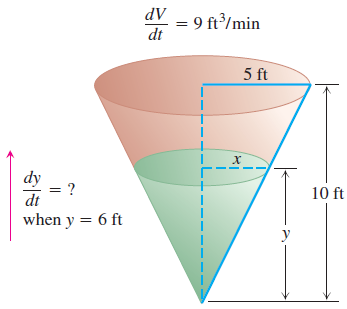 dV/dt = 9 ft³/min
5 ft
x
dy/dt = ?
when y = 6 ft
10 ft
y